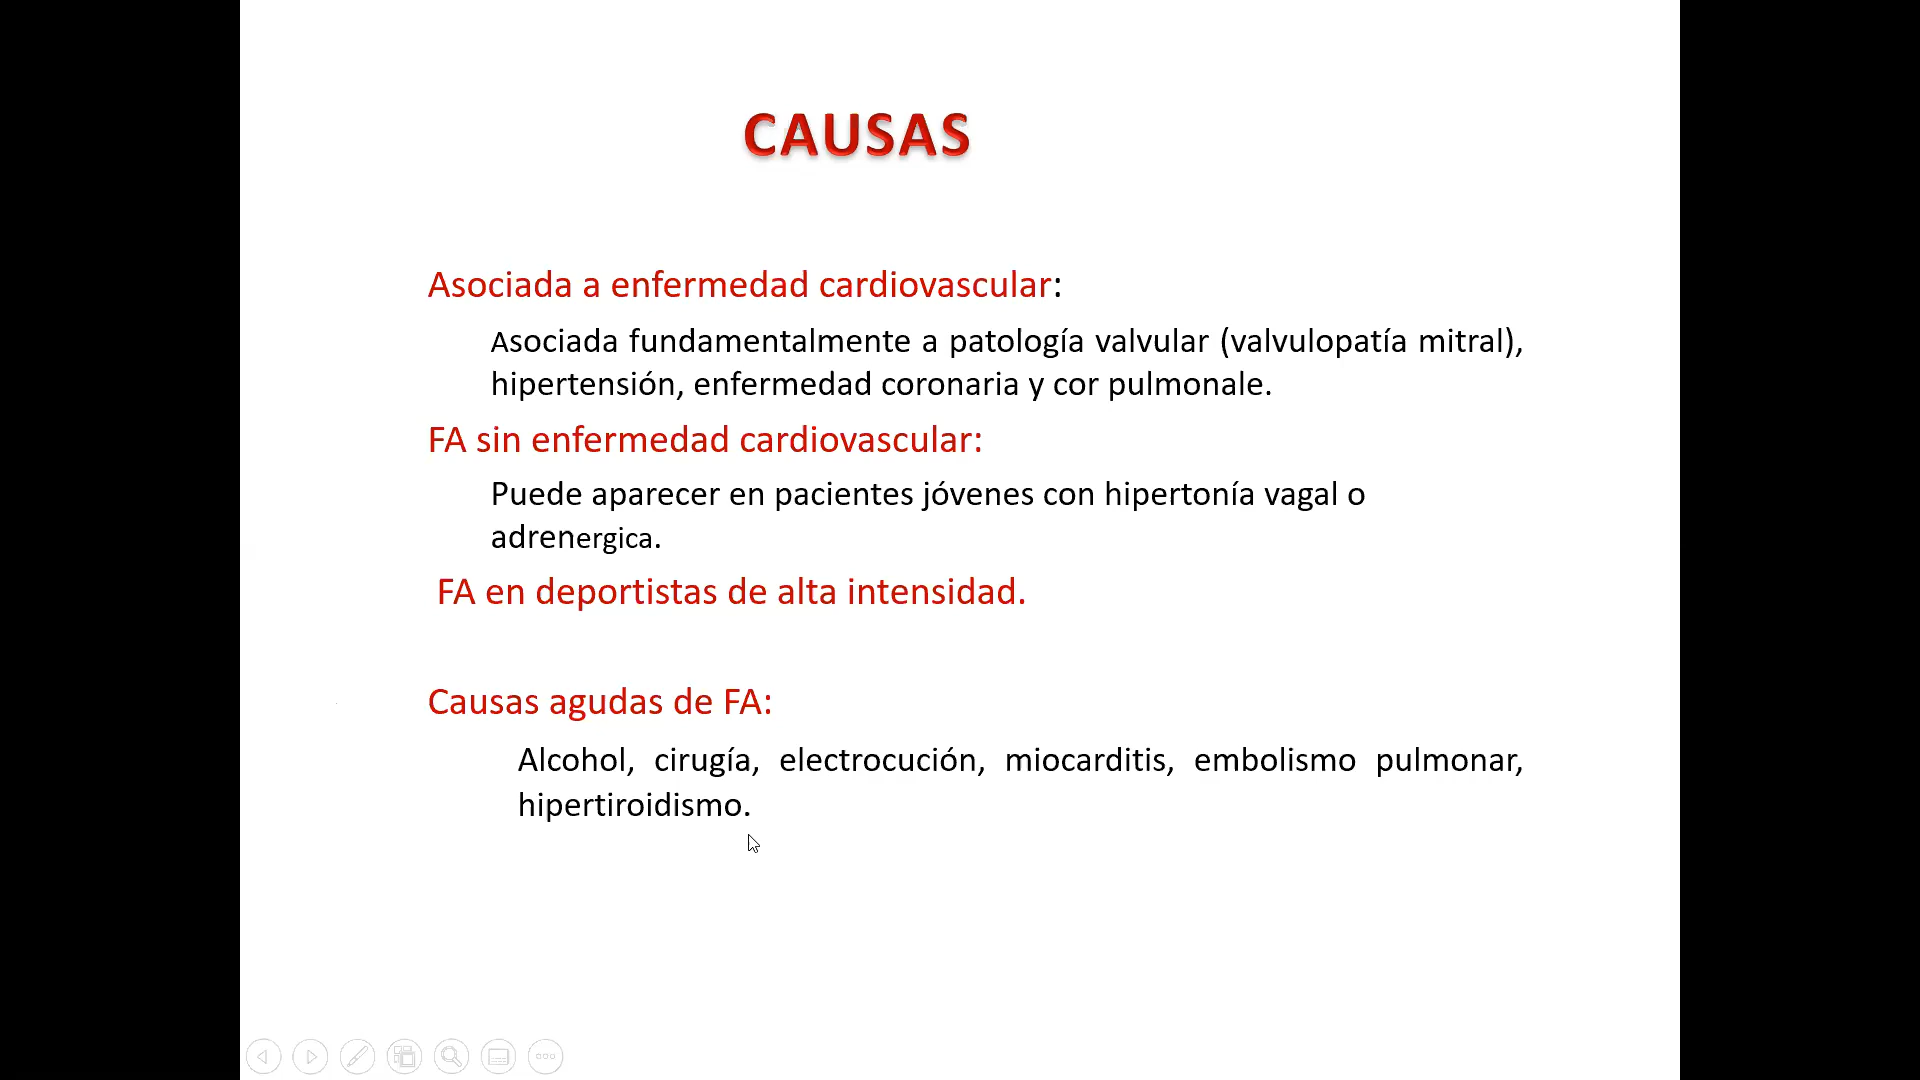 CAUSAS
Asociada a enfermedad cardiovascular:
Asociada fundamentalmente a patología valvular (valvulopatía mitral),
hipertensión, enfermedad coronaria y cor pulmonale.
FA sin enfermedad cardiovascular:
Puede aparecer en pacientes jóvenes con hipertonía vagal o
adrenergica.
FA en deportistas de alta intensidad.
Causas agudas de FA:
Alcohol, cirugía, electrocución, miocarditis, embolismo pulmonar,
hipertiroidismo.